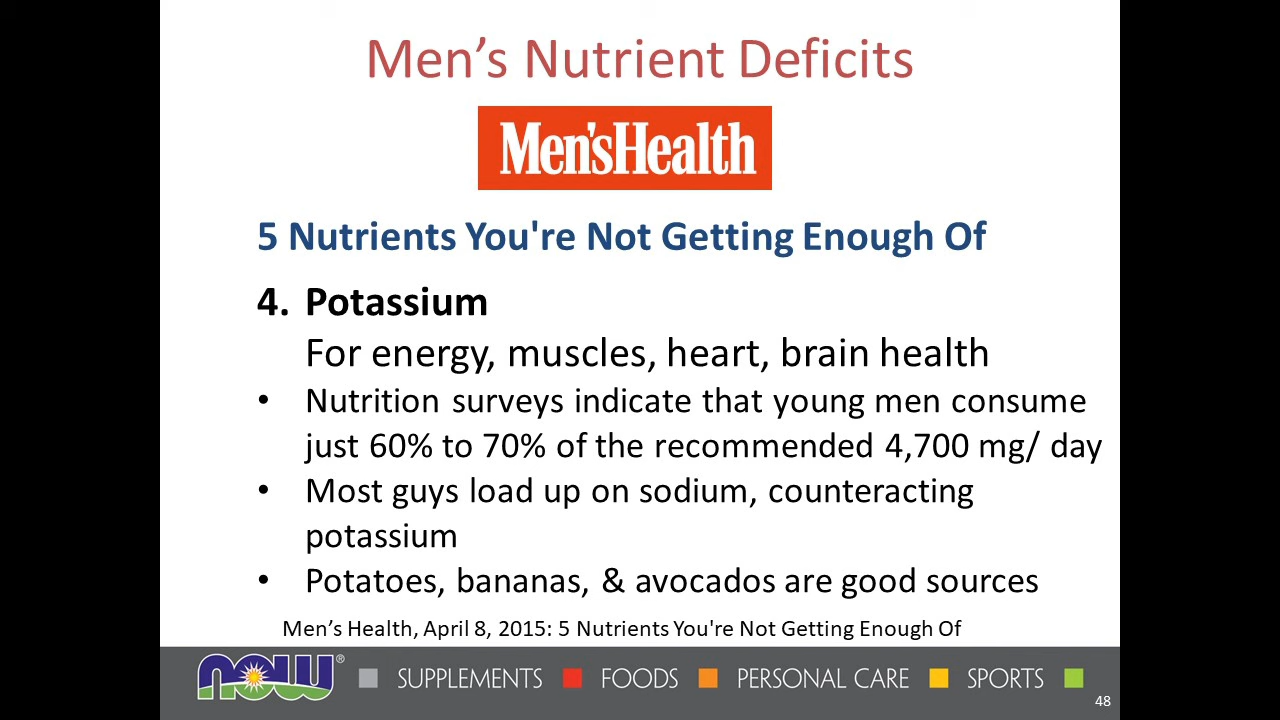 Men’s Nutrient Deficits
Men'sHealth
5 Nutrients You're Not Getting Enough Of
4. Potassium
For energy, muscles, heart, brain health
• Nutrition surveys indicate that young men consume
just 60% to 70% of the recommended 4,700 mg/ day
• Most guys load up on sodium, counteracting
potassium
• Potatoes, bananas, & avocados are good sources
Men’s Health, April 8, 2015: 5 Nutrients You're Not Getting Enough Of
now® SUPPLEMENTS FOODS PERSONAL CARE SPORTS
48